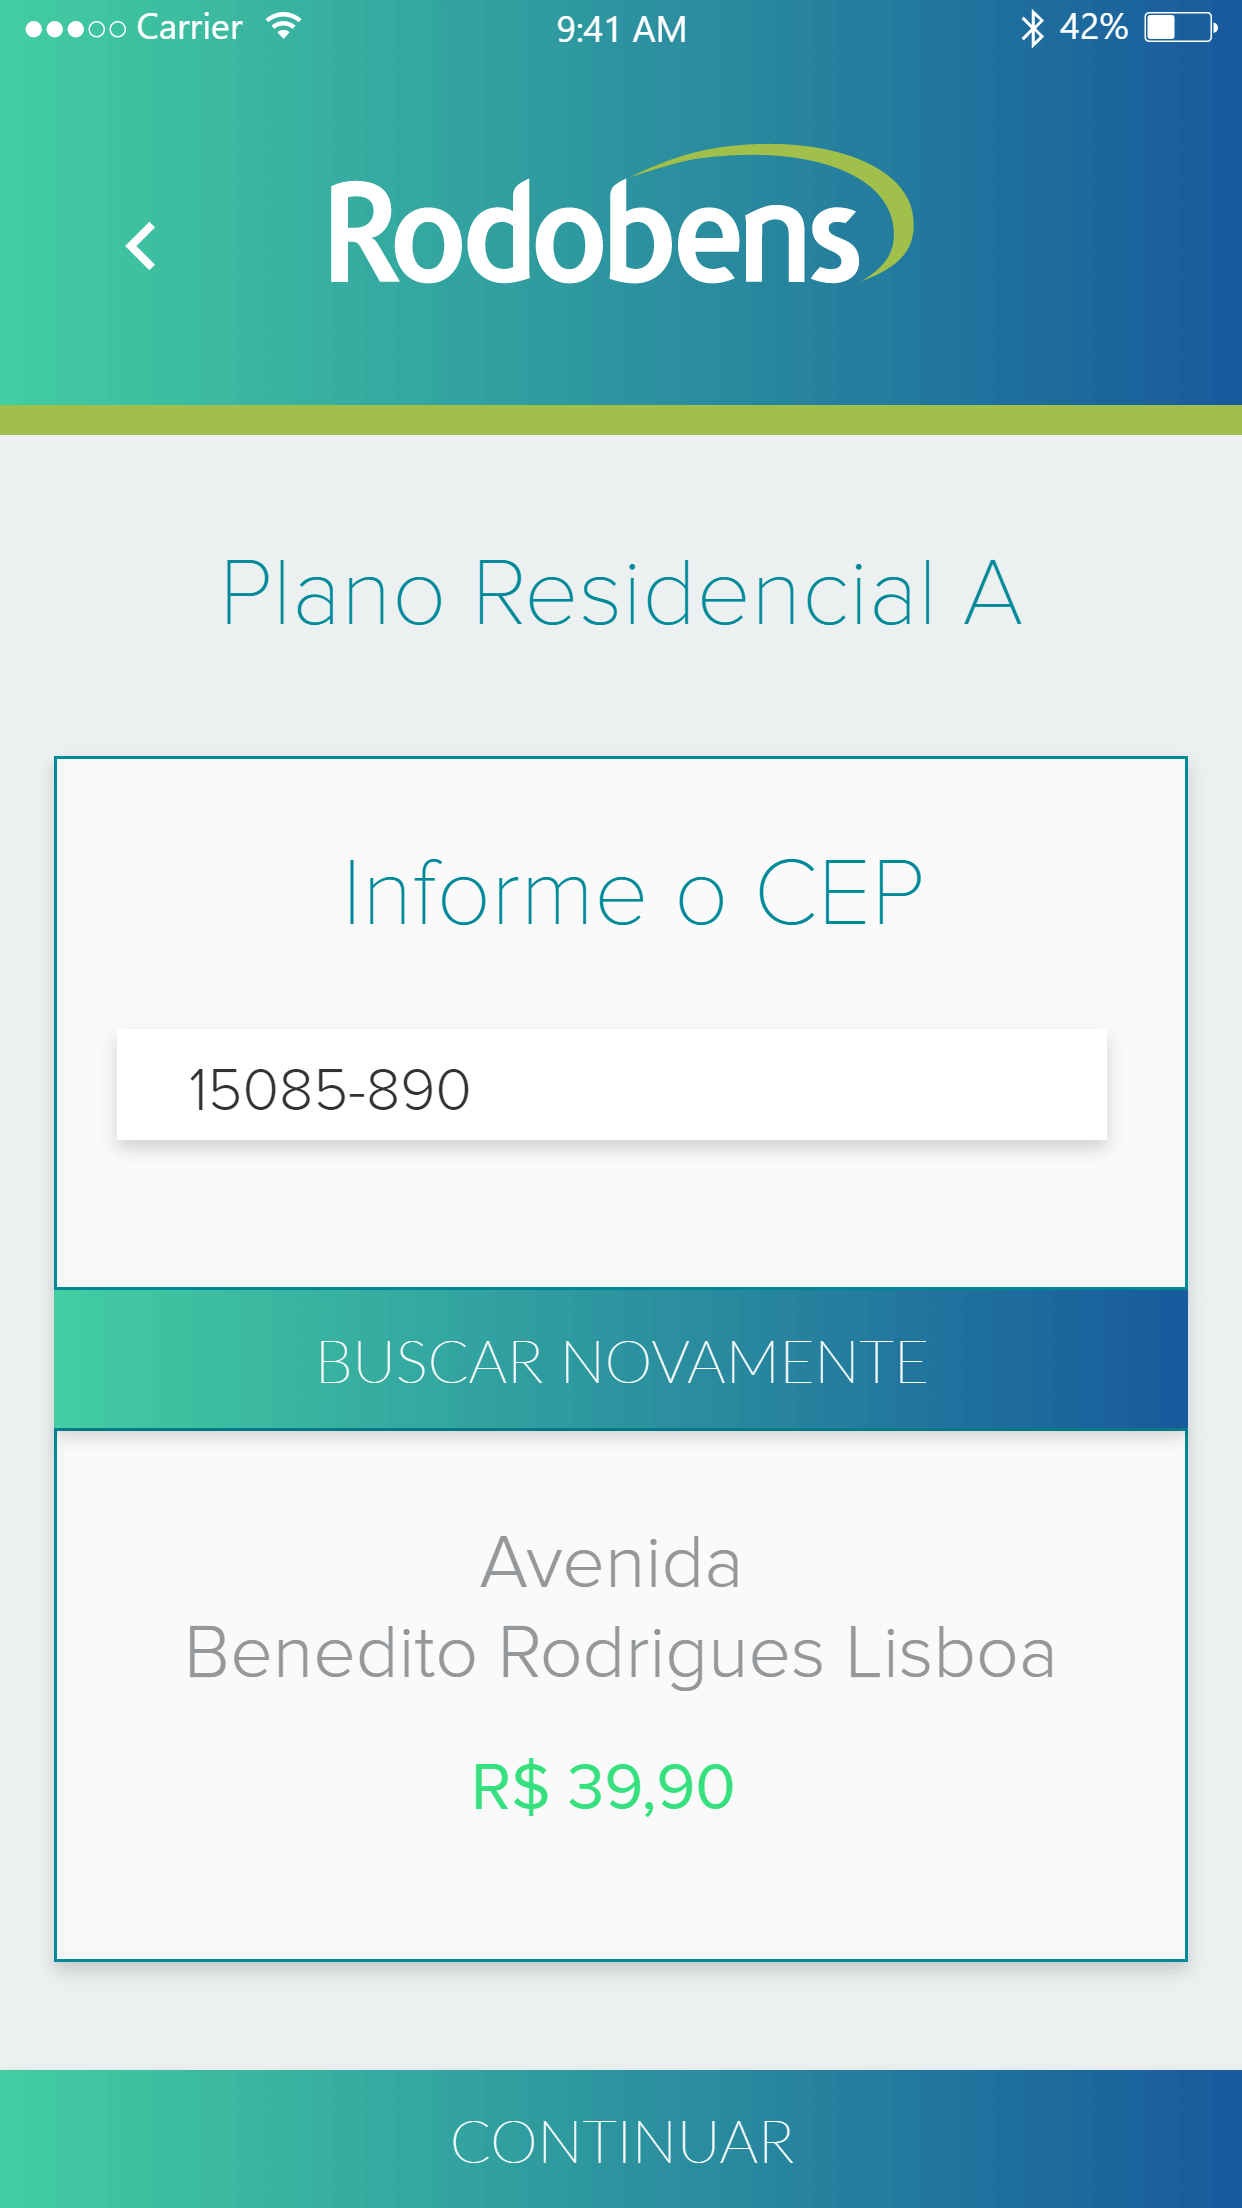 Carrier 9:41 AM 42%
Rodobens
Plano Residencial A
Informe o CEP
15085-890
BUSCAR NOVAMENTE
Avenida
Benedito Rodrigues Lisboa
R$ 39,90
CONTINUAR